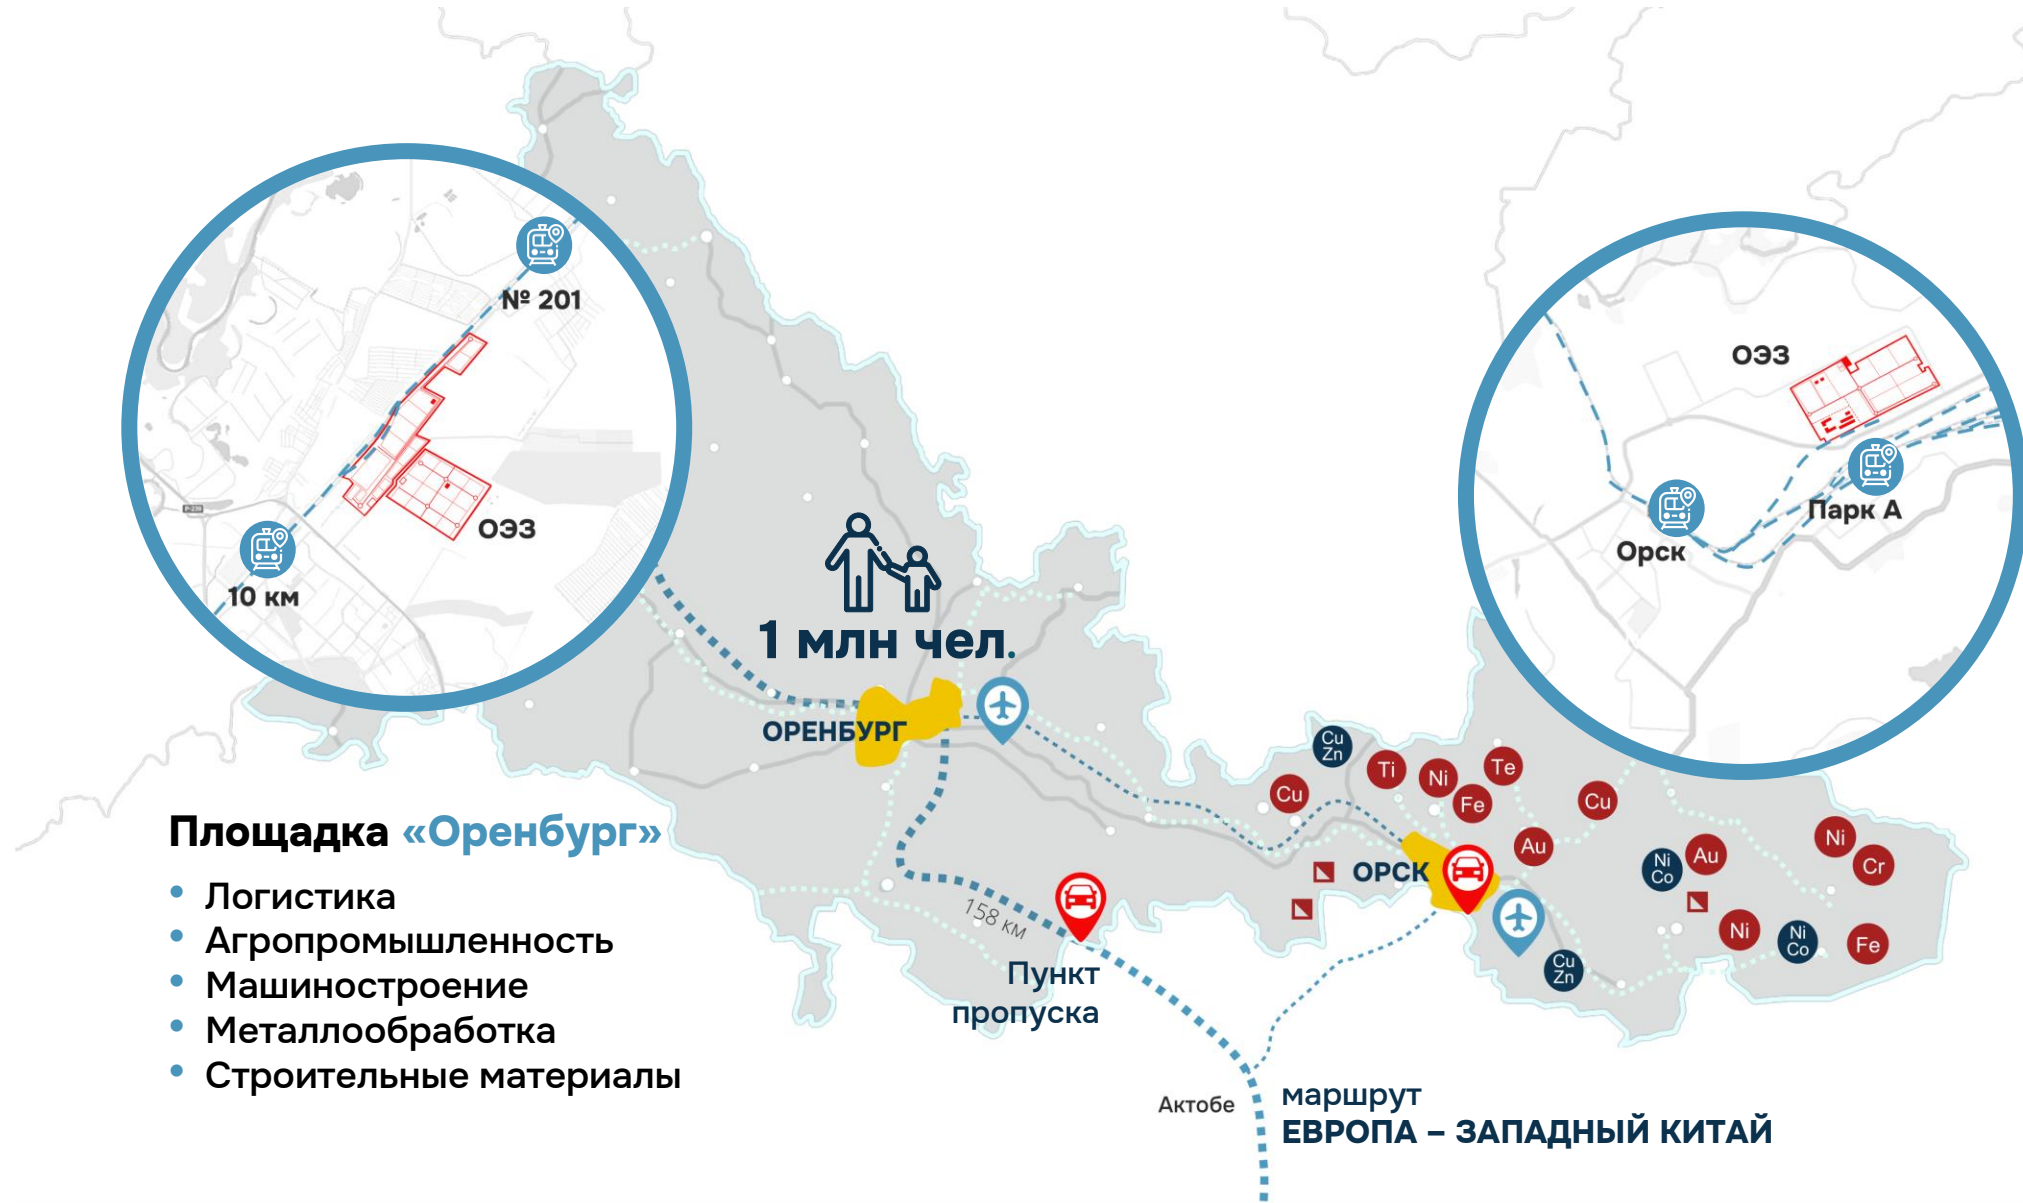 № 201
ОЭЗ
10 км
Р-239
ОЭЗ
Парк А
Орск
1 млн чел.
ОРЕНБУРГ
Cu
Zn
Ti
Ni
Te
Cu
Fe
Cu
Au
Ni
Cr
Ni
Co
Au
ОРСК
Ni
Ni
Co
Fe
Cu
Zn
158 км
Пункт
пропуска
Площадка «Оренбург»
Логистика
Агропромышленность
Машиностроение
Металлообработка
Строительные материалы
Актобе
маршрут
ЕВРОПА – ЗАПАДНЫЙ КИТАЙ